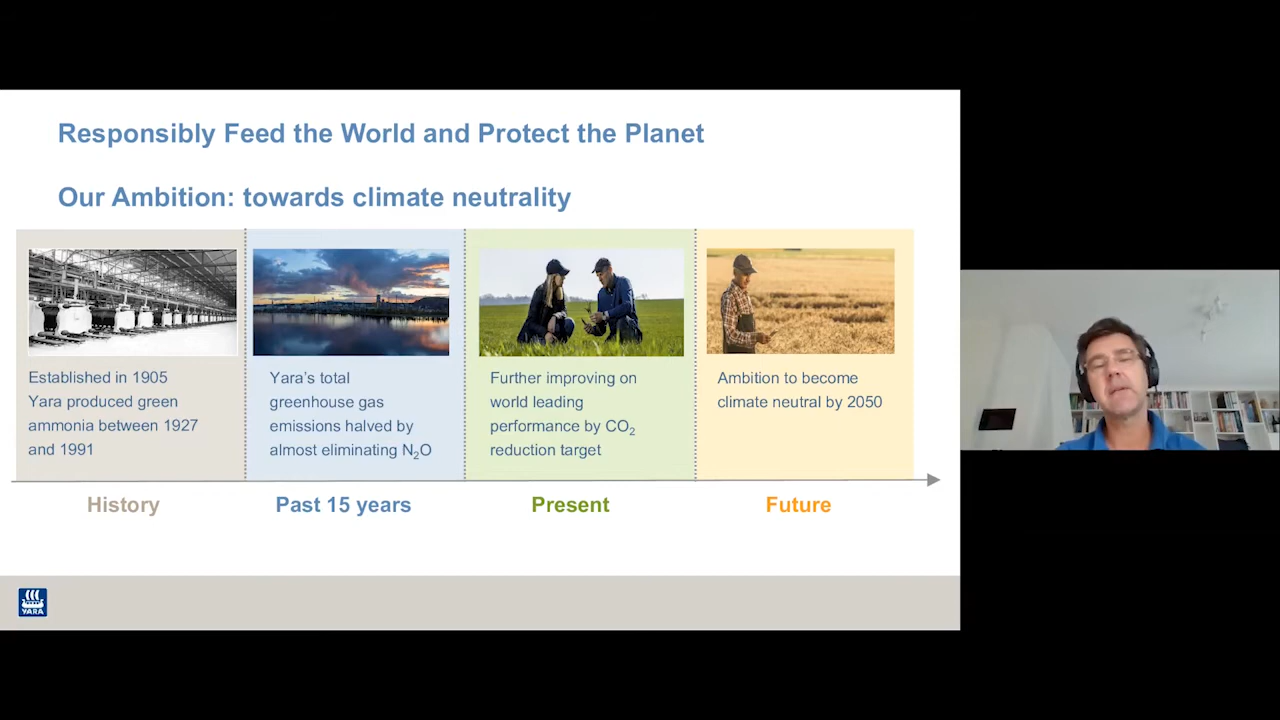 Responsibly Feed the World and Protect the Planet
Our Ambition: towards climate neutrality
Established in 1905
Yara produced green
ammonia between 1927
and 1991
Yara's total
greenhouse gas
emissions halved by
almost eliminating N₂O
Further improving on
world leading
performance by CO₂
reduction target
Ambition to become
climate neutral by 2050
History
Past 15 years
Present
Future
YARA